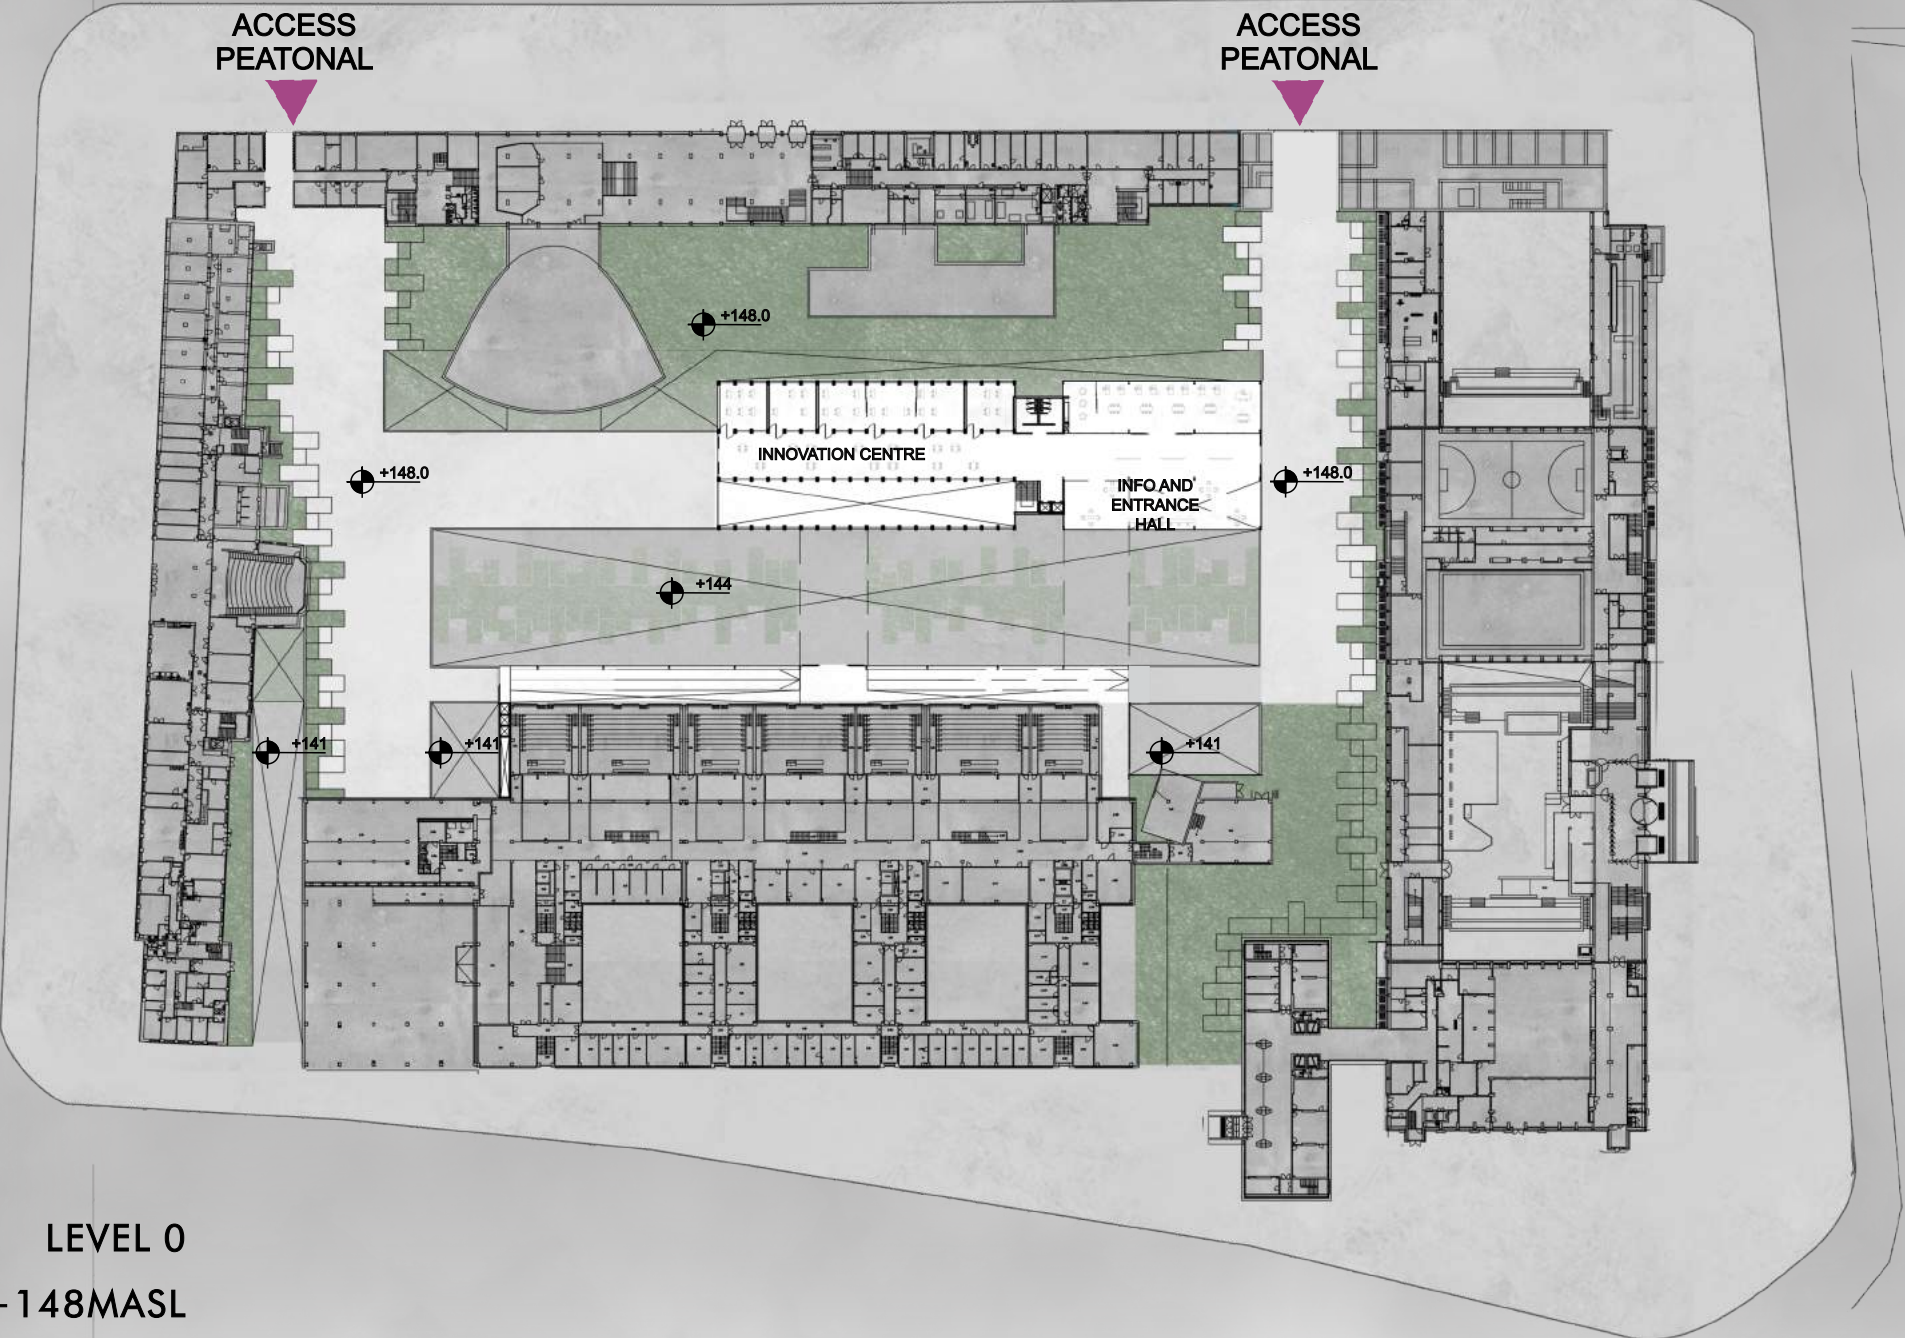 ACCESS
PEATONAL
ACCESS
PEATONAL
+148.0
INNOVATION CENTRE
+148.0
+148.0
INFO AND
ENTRANCE
HALL
+144
+141
+141
+141
LEVEL 0
+148MASL